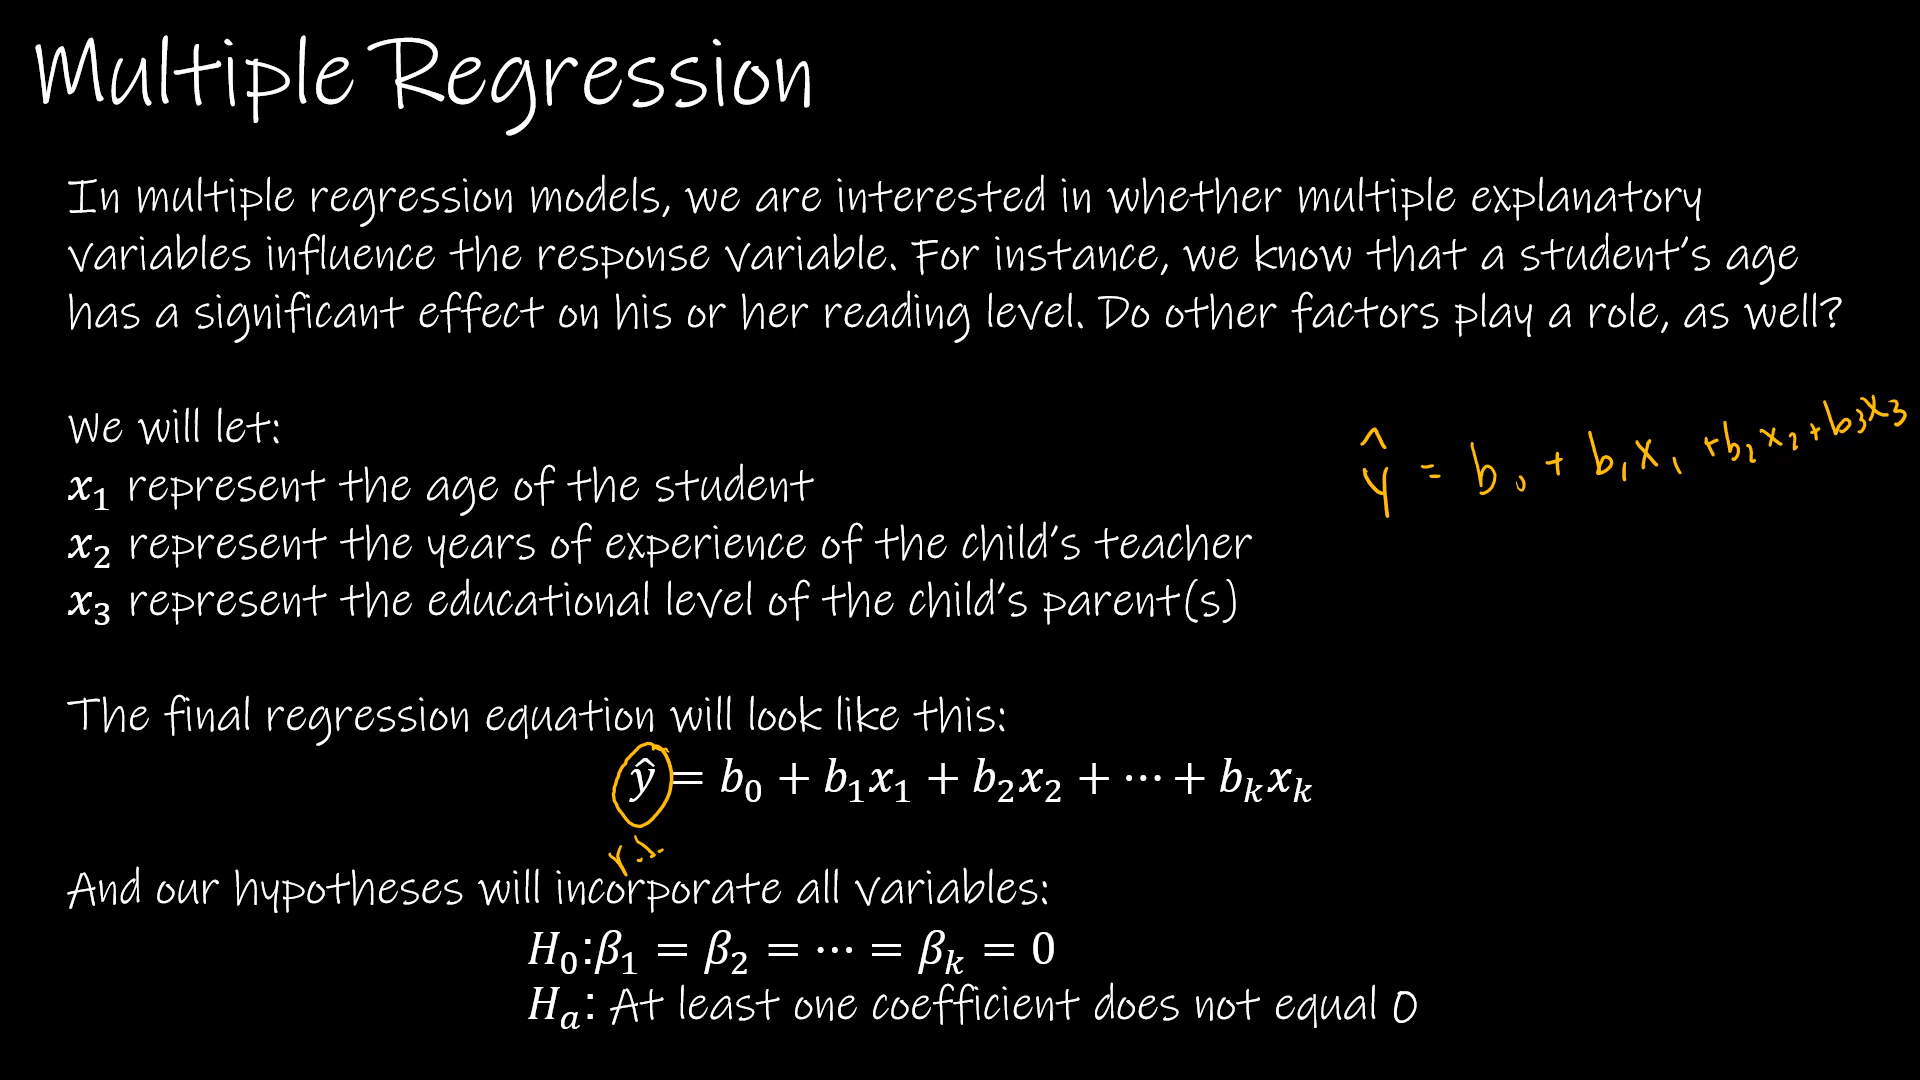 Multiple Regression
In multiple regression models, we are interested in whether multiple explanatory
variables influence the response variable. For instance, we know that a student's age
has a significant effect on his or her reading level. Do other factors play a role, as well?
We will let:
x₁ represent the age of the student
x₂ represent the years of experience of the child's teacher
x₃ represent the educational level of the child's parent(s)
ŷ = b₀ + b₁x₁ + b₂x₂ + b₃x₃
The final regression equation will look like this:
ŷ = b₀ + b₁x₁ + b₂x₂ + ⋯ + bₖxₖ
And our hypotheses will incorporate all variables:
H₀: β₁ = β₂ = ⋯ = βₖ = 0
Hₐ: At least one coefficient does not equal 0